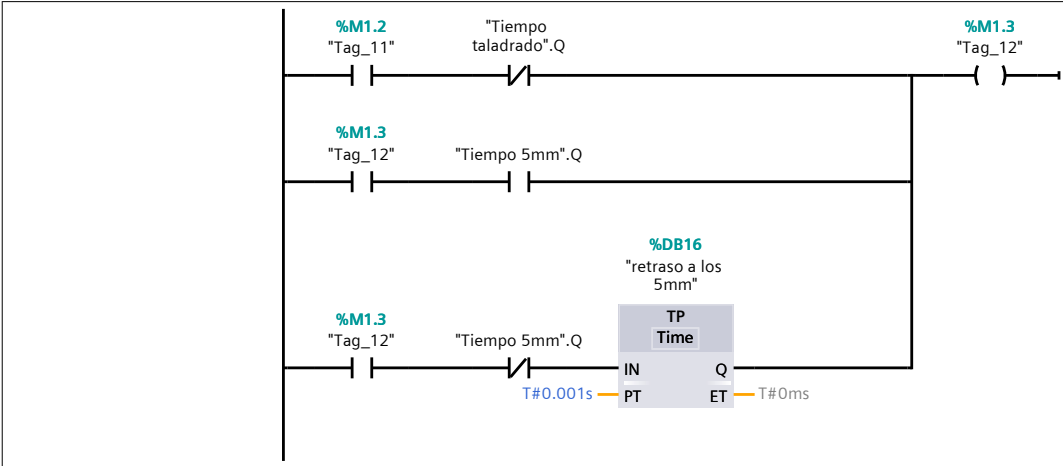 %M1.2
"Tag_11"
"Tiempo
taladrado".Q
%M1.3
"Tag_12"
%M1.3
"Tag_12"
"Tiempo 5mm".Q
%DB16
"retraso a los
5mm"
%M1.3
"Tag_12"
"Tiempo 5mm".Q
TP
Time
IN
Q
T#0.001s
PT
ET
T#0ms